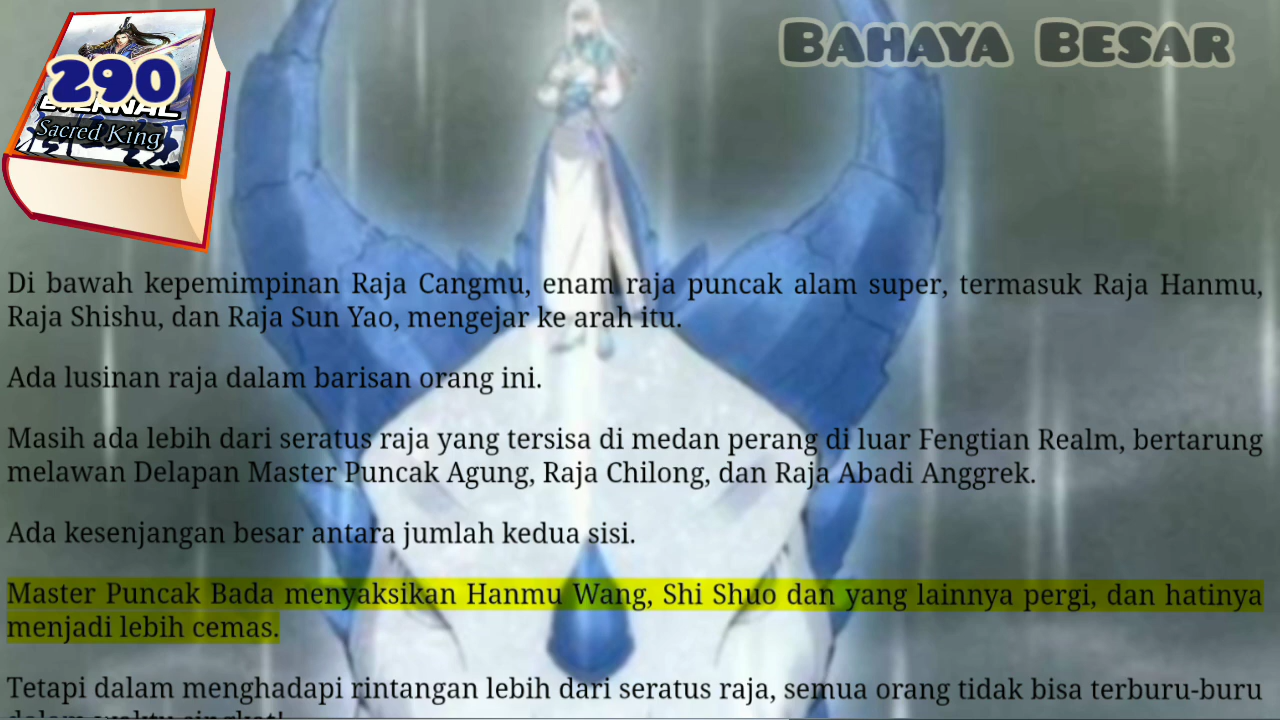 290
ETERNAL
Sacred King
Bahaya Besar
Di bawah kepemimpinan Raja Cangmu, enam raja puncak alam super, termasuk Raja Hanmu,
Raja Shishu, dan Raja Sun Yao, mengejar ke arah itu.
Ada lusinan raja dalam barisan orang ini.
Masih ada lebih dari seratus raja yang tersisa di medan perang di luar Fengtian Realm, bertarung
melawan Delapan Master Puncak Agung, Raja Chilong, dan Raja Abadi Anggrek.
Ada kesenjangan besar antara jumlah kedua sisi.
Master Puncak Bada menyaksikan Hanmu Wang, Shi Shuo dan yang lainnya pergi, dan hatinya
menjadi lebih cemas.
Tetapi dalam menghadapi rintangan lebih dari seratus raja, semua orang tidak bisa terburu-buru
dalam waktu singkat!